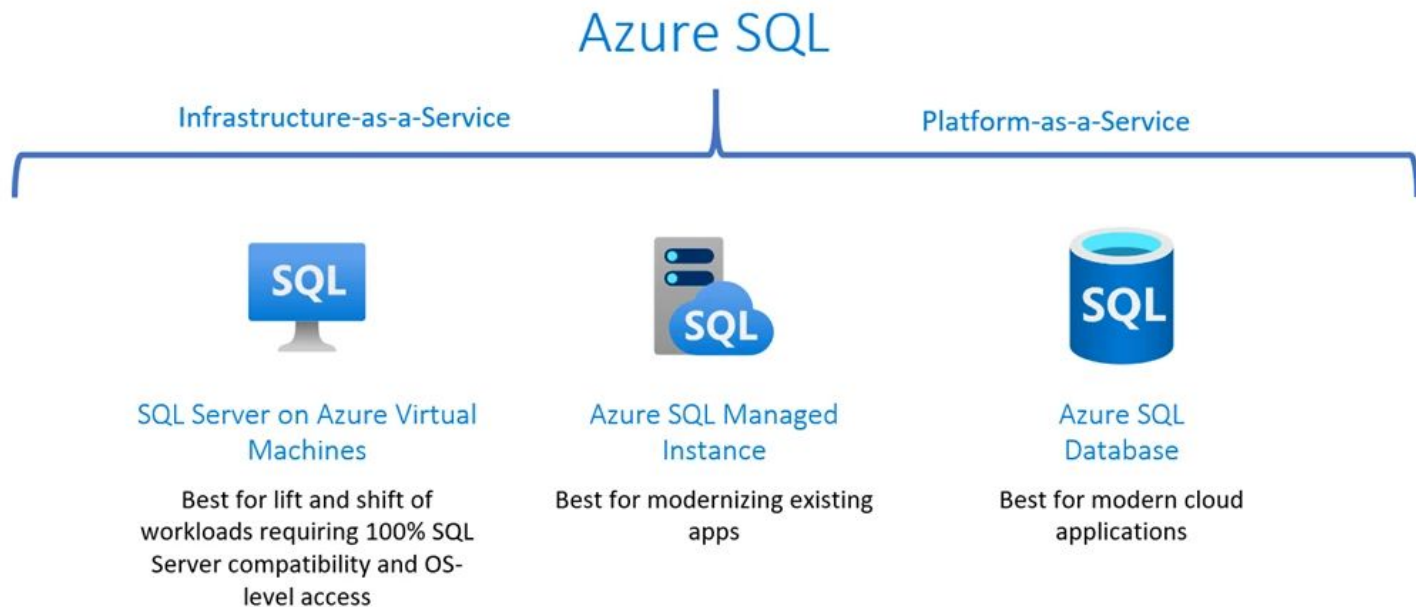 Azure SQL
Infrastructure-as-a-Service
Platform-as-a-Service
SQL
SQL
SQL
SQL Server on Azure Virtual
Machines
Best for lift and shift of
workloads requiring 100% SQL
Server compatibility and OS-
level access
Azure SQL Managed
Instance
Best for modernizing existing
apps
Azure SQL
Database
Best for modern cloud
applications